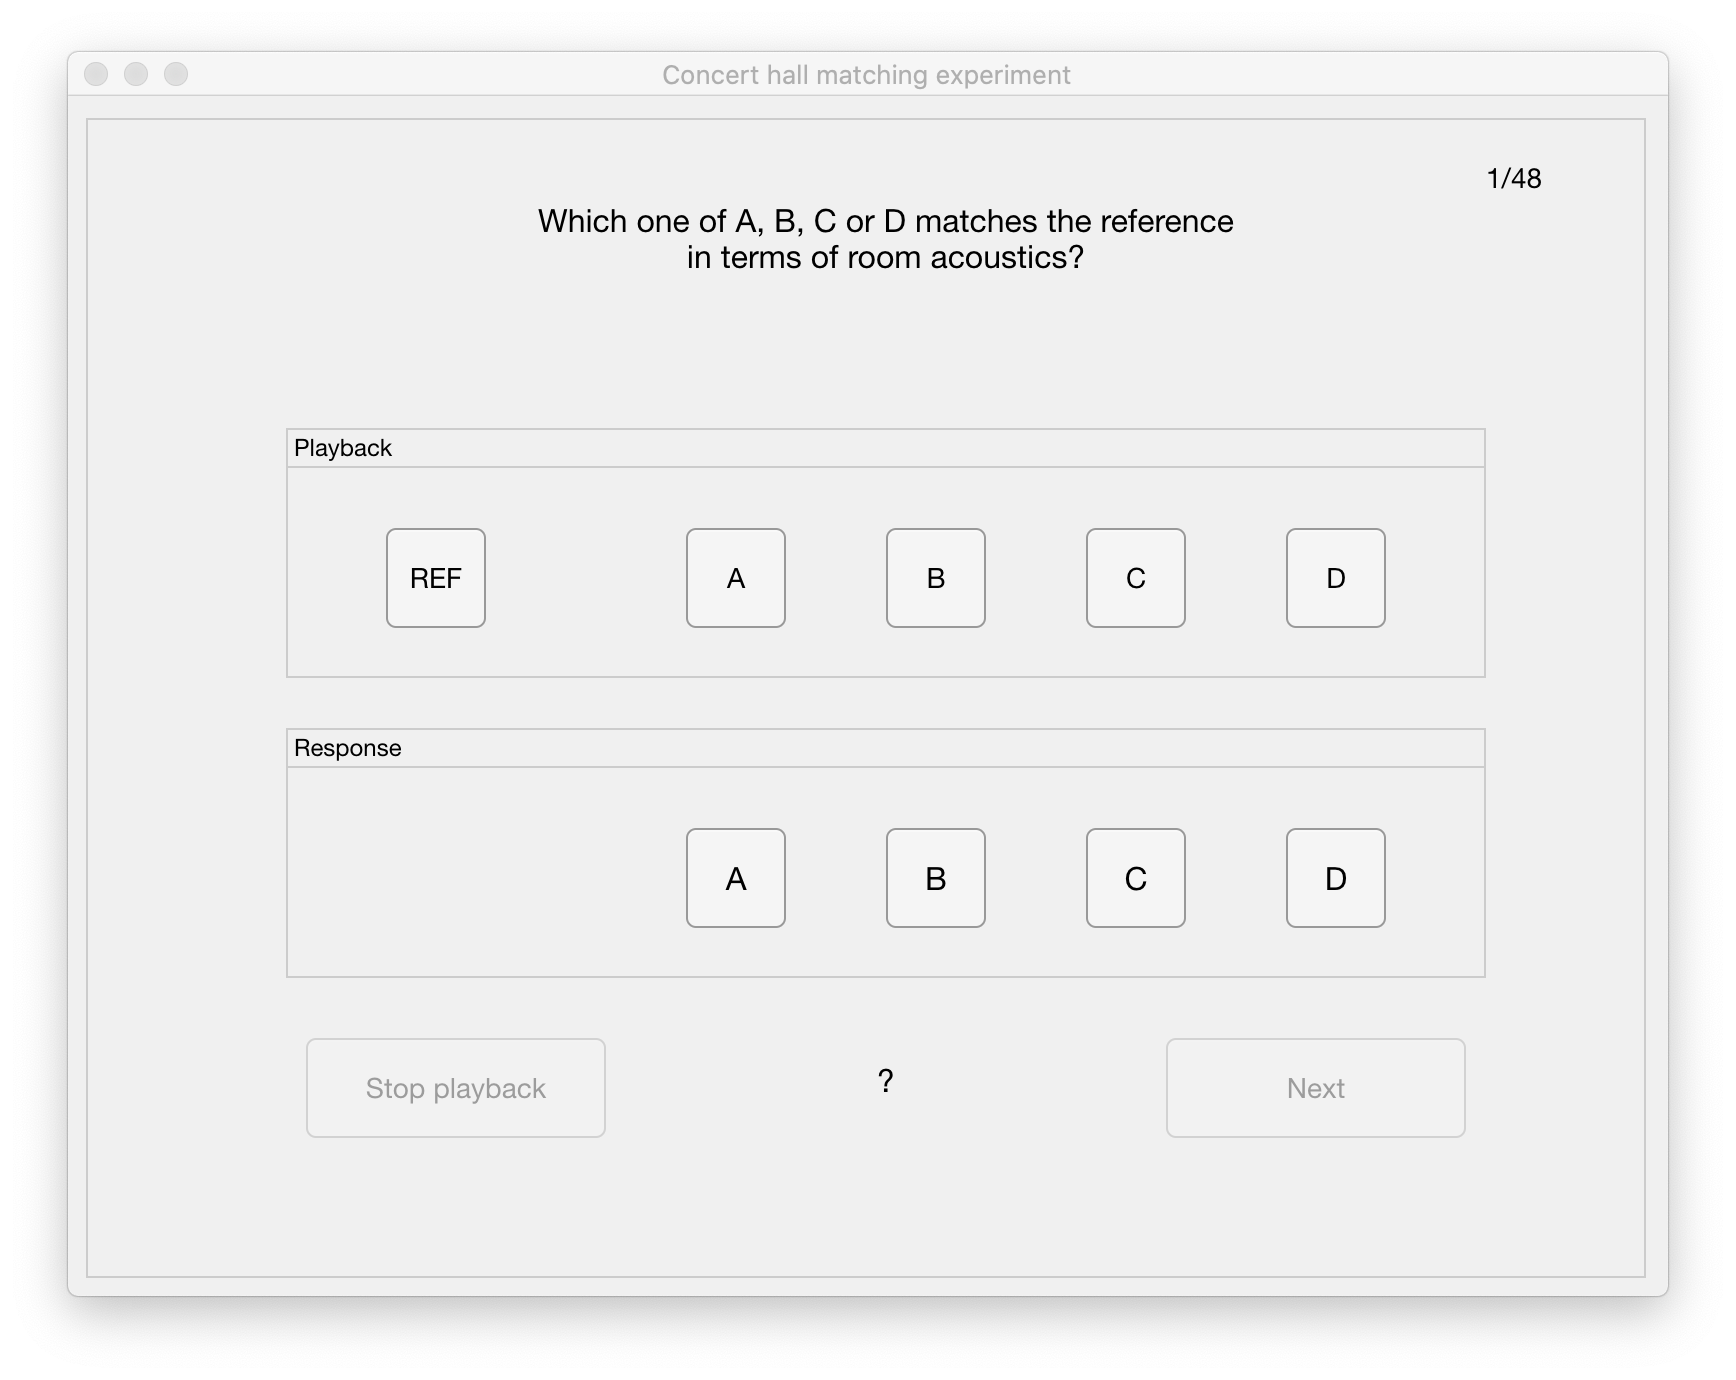 Concert hall matching experiment
1/48
Which one of A, B, C or D matches the reference
in terms of room acoustics?
Playback
REF A B C D
Response
A B C D
Stop playback ? Next